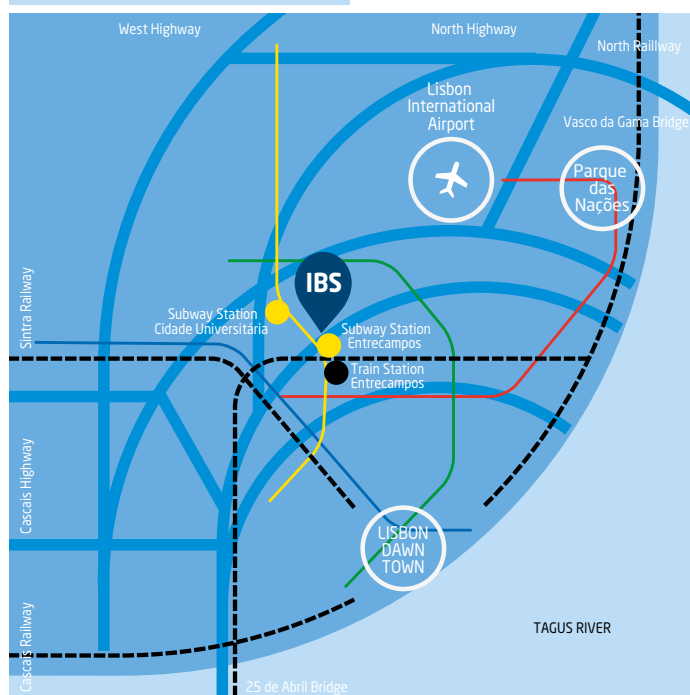 West Highway
North Highway
North Raillway
Lisbon
International
Airport
Vasco da Gama Bridge
Parque
das
Nações
IBS
Subway Station
Cidade Universitária
Subway Station
Entrecampos
Train Station
Entrecampos
Sintra Railway
Cascais Highway
LISBON
DAWN
TOWN
TAGUS RIVER
Cascais Railway
25 de Abril Bridge